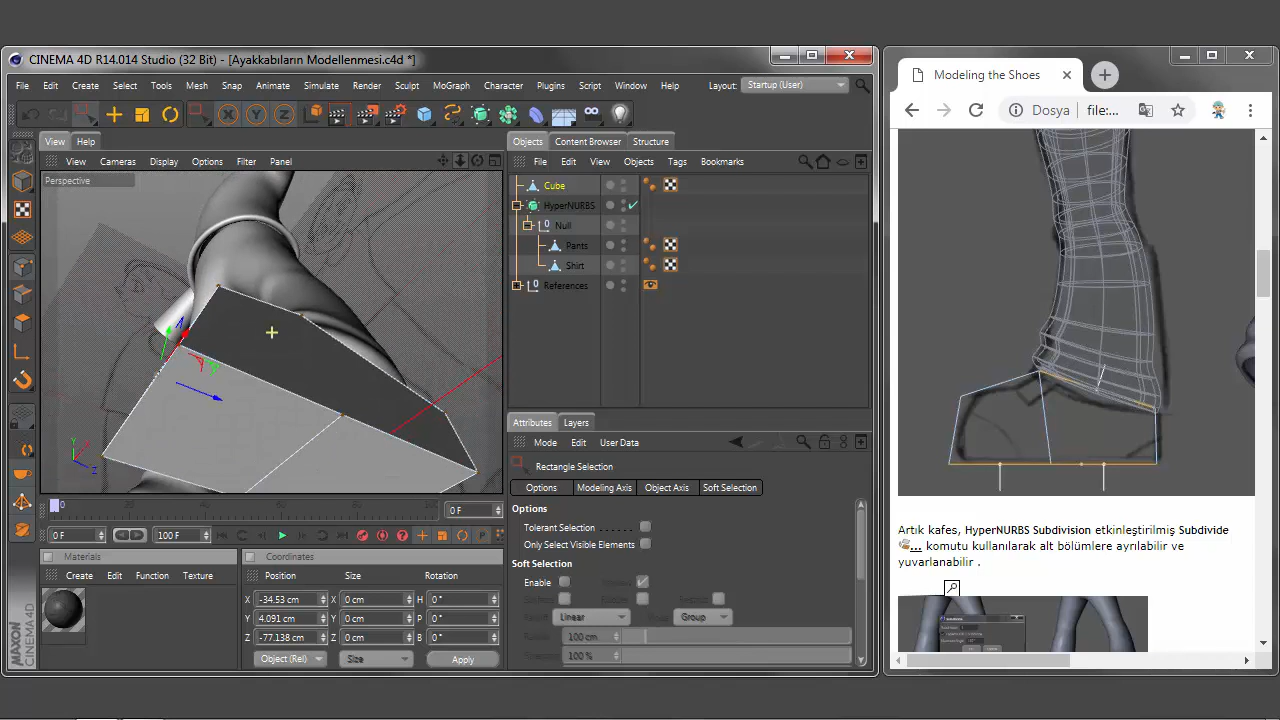 CINEMA 4D R14.014 Studio (32 Bit) - [Ayakkabıların Modellenmesi.c4d *]
File Edit Create Select Tools Mesh Snap Animate Simulate Render Sculpt MoGraph Character Plugins Script Window Help Layout: Startup (User)
View Help
View Cameras Display Options Filter Panel
Perspective
Y
Z
0 100
0 F
0 F 100 F
Materials
Create Edit Function Texture
MAXON
CINEMA 4D
Coordinates
Position Size Rotation
X -34.53 cm X 0 cm H 0 °
Y 4.091 cm Y 0 cm P 0 °
Z -77.138 cm Z 0 cm B 0 °
Object (Rel) Size Apply
Objects Content Browser Structure
File Edit View Objects Tags Bookmarks
Cube
HyperNURBS
Null
Pants
Shirt
References
Attributes Layers
Mode Edit User Data
Rectangle Selection
Options Modeling Axis Object Axis Soft Selection
Options
Tolerant Selection
Only Select Visible Elements
Soft Selection
Enable
Linear Group
100 cm
100 %
Modeling the Shoes
Dosya file:...
Artık kafes, HyperNURBS Subdivision etkinleştirilmiş Subdivide
... komutu kullanılarak alt bölümlere ayrılabilir ve
yuvarlanabilir .